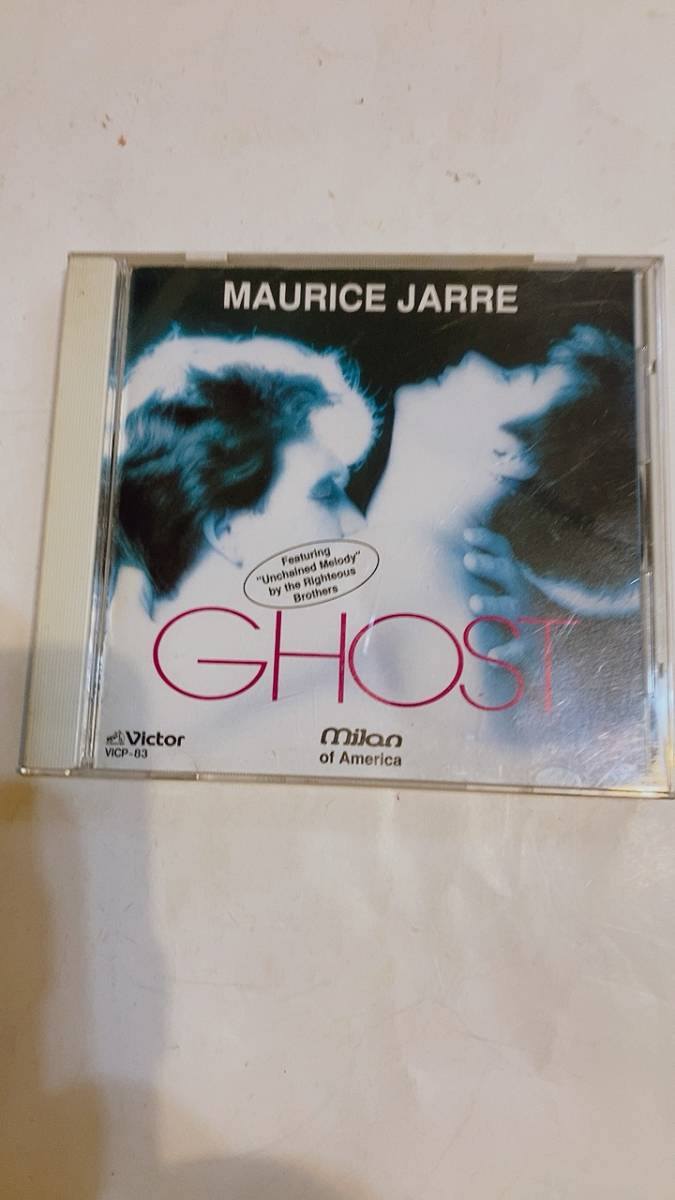 MAURICE JARRE
Featuring
"Unchained Melody"
by the Righteous
Brothers
GHOST
Victor
VICP-83
Milan
of America